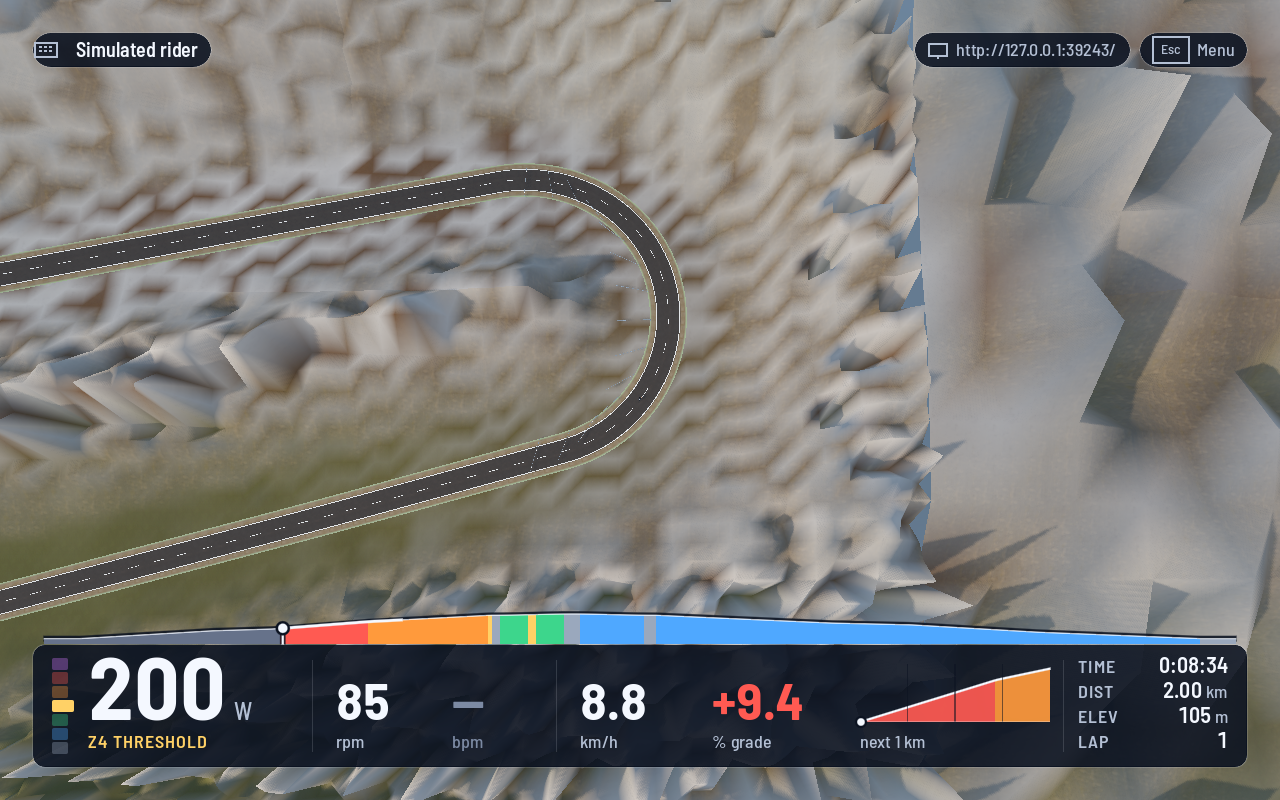 Simulated rider
http://127.0.0.1:39243/
Esc Menu
200 W
Z4 THRESHOLD
85
rpm
—
bpm
8.8
km/h
+9.4
% grade
next 1 km
TIME 0:08:34
DIST 2.00 km
ELEV 105 m
LAP 1